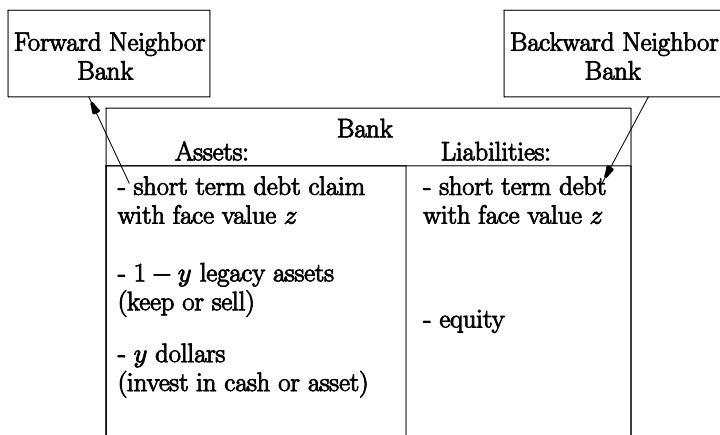 Forward Neighbor
Bank
Backward Neighbor
Bank
Bank
Assets:
Liabilities:
- short term debt claim
with face value z
- 1 − y legacy assets
(keep or sell)
- y dollars
(invest in cash or asset)
- short term debt
with face value z
- equity